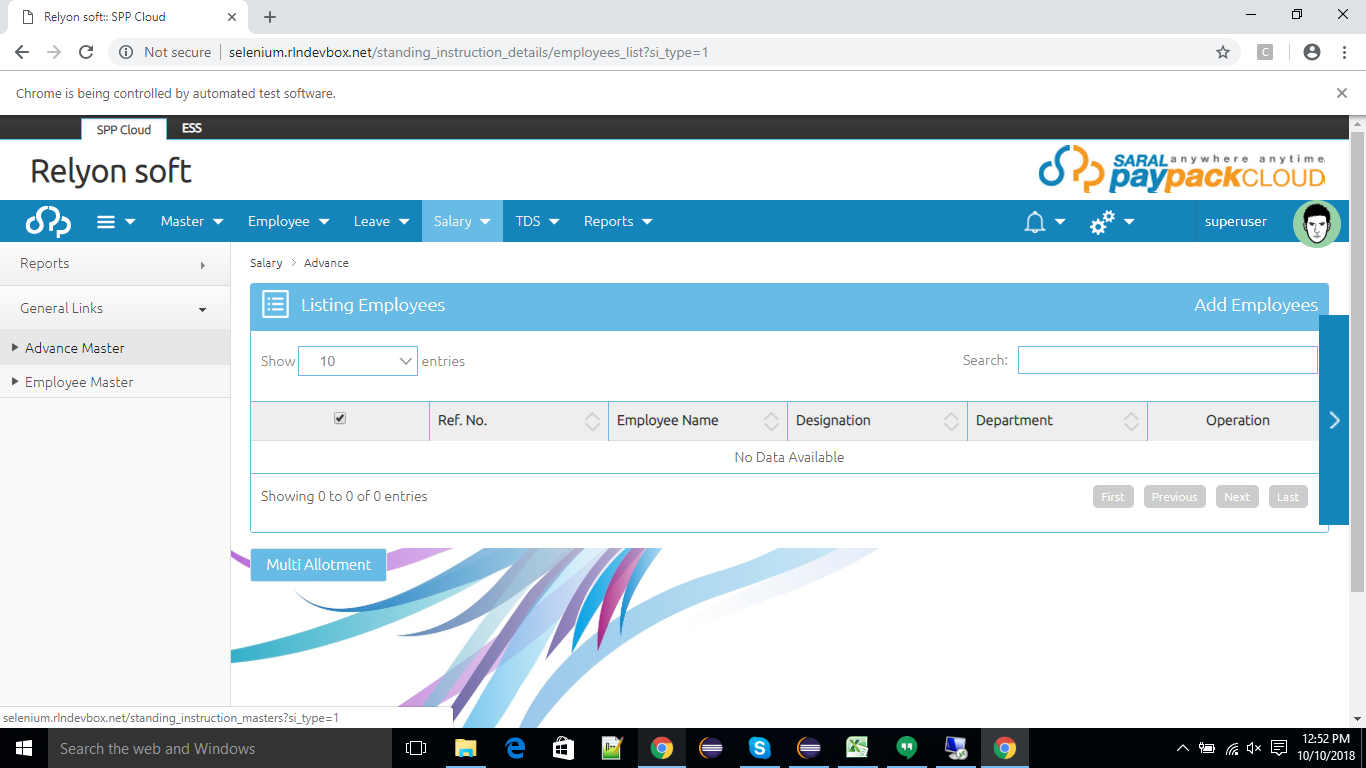 Relyon soft:: SPP Cloud
Not secure selenium.rlndevbox.net/standing_instruction_details/employees_list?si_type=1
C
Chrome is being controlled by automated test software.
SPP Cloud ESS
Relyon soft
SARAL anywhere anytime
paypackCLOUD
Master Employee Leave Salary TDS Reports superuser
Reports
General Links
Advance Master
Employee Master
Salary > Advance
Listing Employees Add Employees
Show 10 entries Search:
Ref. No. Employee Name Designation Department Operation
No Data Available
Showing 0 to 0 of 0 entries First Previous Next Last
Multi Allotment
selenium.rlndevbox.net/standing_instruction_masters?si_type=1
Search the web and Windows
12:52 PM
10/10/2018